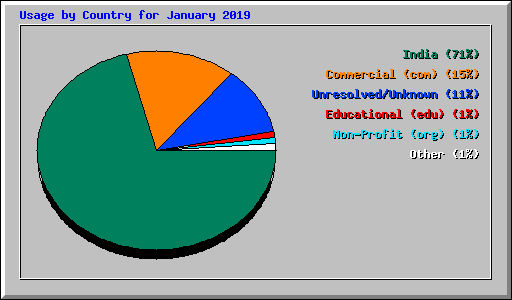 Usage by Country for January 2019
India (71%)
Commercial (com) (15%)
Unresolved/Unknown (11%)
Educational (edu) (1%)
Non-Profit (org) (1%)
Other (1%)